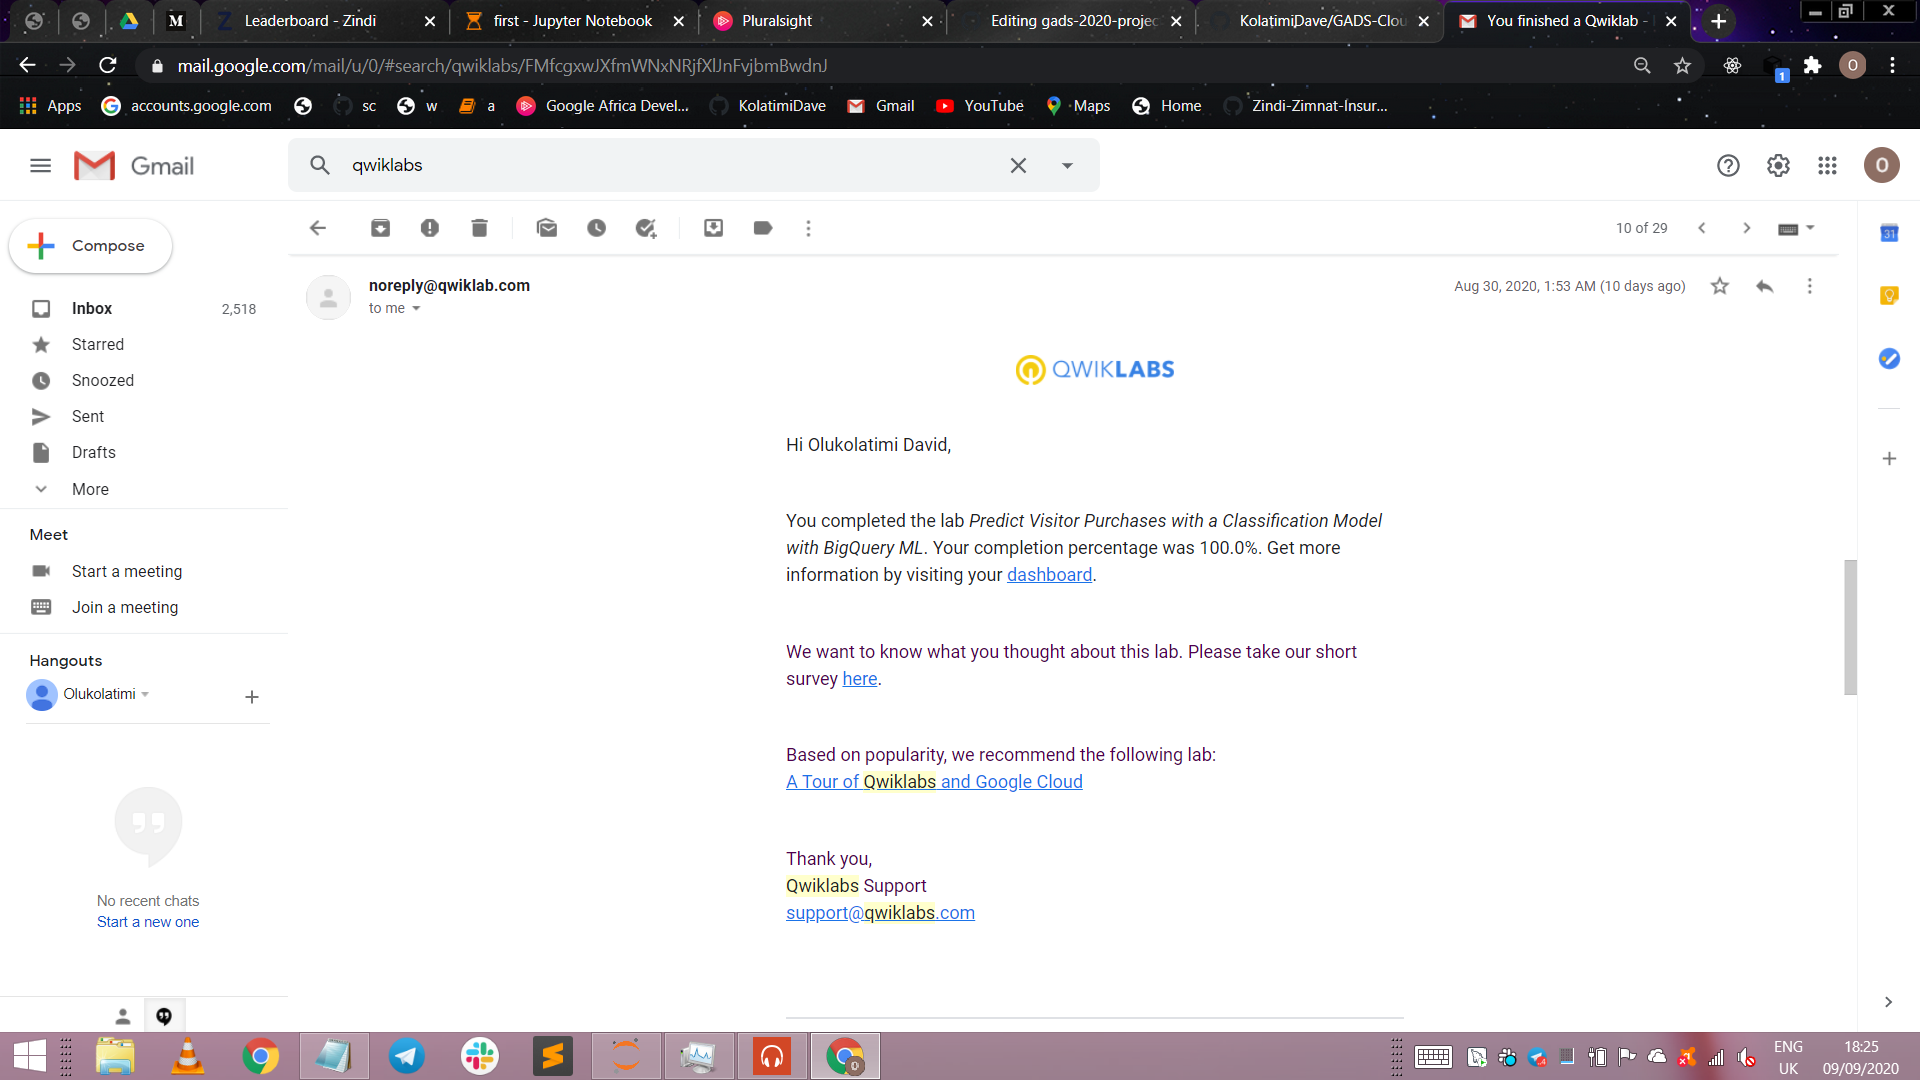 Leaderboard - Zindi
first - Jupyter Notebook
Pluralsight
Editing gads-2020-projec
KolatimiDave/GADS-Clou
You finished a Qwiklab -
mail.google.com/mail/u/0/#search/qwiklabs/FMfcgxwJXfmWNxNRjfXlJnFvjbmBwdnJ
1
O
Apps
accounts.google.com
sc
w
a
Google Africa Devel...
KolatimiDave
Gmail
YouTube
Maps
Home
Zindi-Zimnat-Insur...
Gmail
qwiklabs
O
Compose
10 of 29
31
Inbox 2,518
Starred
Snoozed
Sent
Drafts
More
Meet
Start a meeting
Join a meeting
Hangouts
Olukolatimi
No recent chats
Start a new one
noreply@qwiklab.com
to me
Aug 30, 2020, 1:53 AM (10 days ago)
QWIKLABS
Hi Olukolatimi David,
You completed the lab Predict Visitor Purchases with a Classification Model
with BigQuery ML. Your completion percentage was 100.0%. Get more
information by visiting your dashboard.
We want to know what you thought about this lab. Please take our short
survey here.
Based on popularity, we recommend the following lab:
A Tour of Qwiklabs and Google Cloud
Thank you,
Qwiklabs Support
support@qwiklabs.com
ENG
UK
18:25
09/09/2020